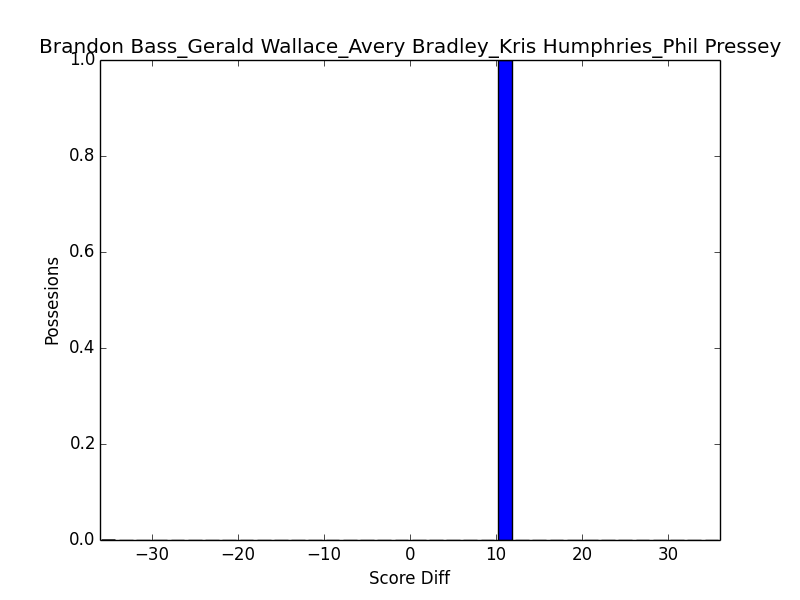 Brandon Bass_Gerald Wallace_Avery Bradley_Kris Humphries_Phil Pressey
1.0
0.8
0.6
0.4
0.2
0.0
Possesions
−30 −20 −10 0 10 20 30
Score Diff